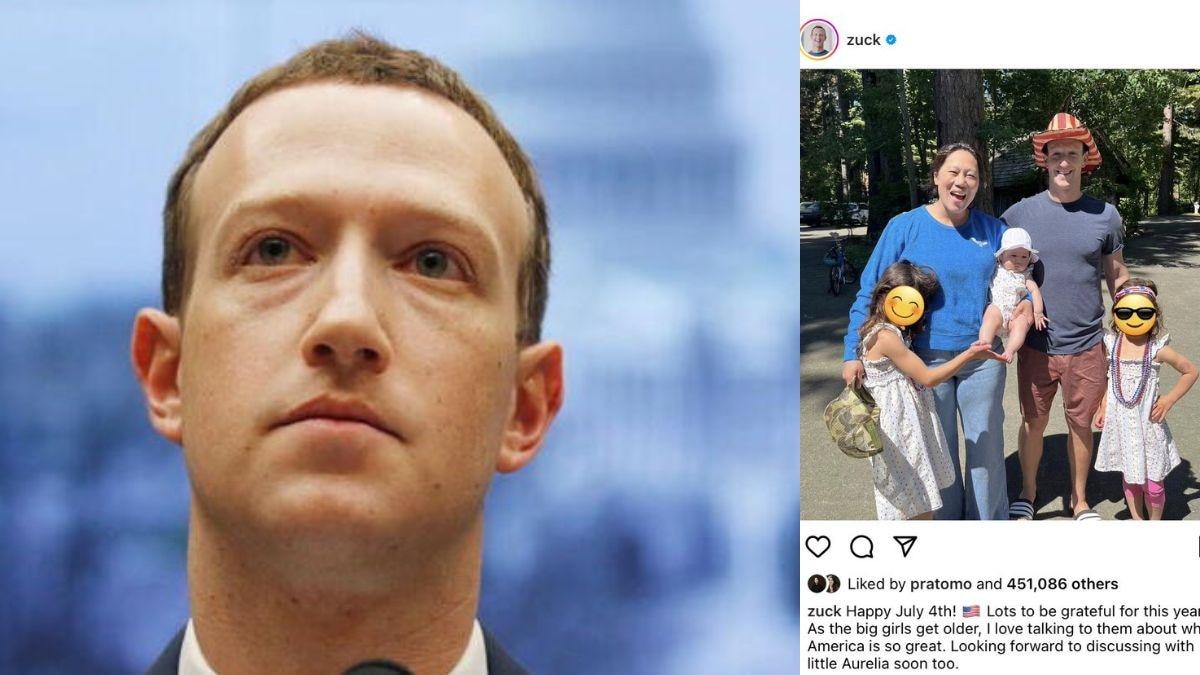 zuck
Liked by pratomo and 451,086 others
zuck Happy July 4th! 🇺🇸 Lots to be grateful for this year
As the big girls get older, I love talking to them about wh
America is so great. Looking forward to discussing with
little Aurelia soon too.